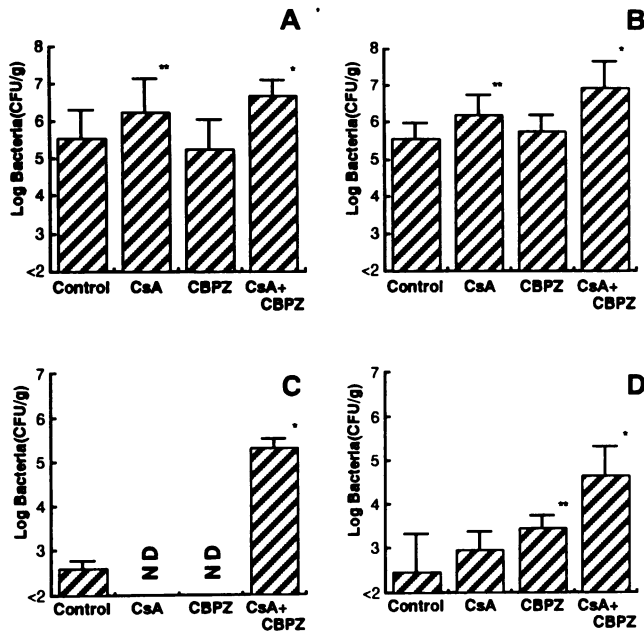 A
8
7
6
5
4
3
<2
Log Bacteria(CFU/g)
**
*
Control CsA CBPZ CsA+
CBPZ
B
8
7
6
5
4
3
<2
Log Bacteria(CFU/g)
**
*
Control CsA CBPZ CsA+
CBPZ
C
7
6
5
4
3
<2
Log Bacteria(CFU/g)
ND
ND
*
Control CsA CBPZ CsA+
CBPZ
D
7
6
5
4
3
<2
Log Bacteria(CFU/g)
**
*
Control CsA CBPZ CsA+
CBPZ